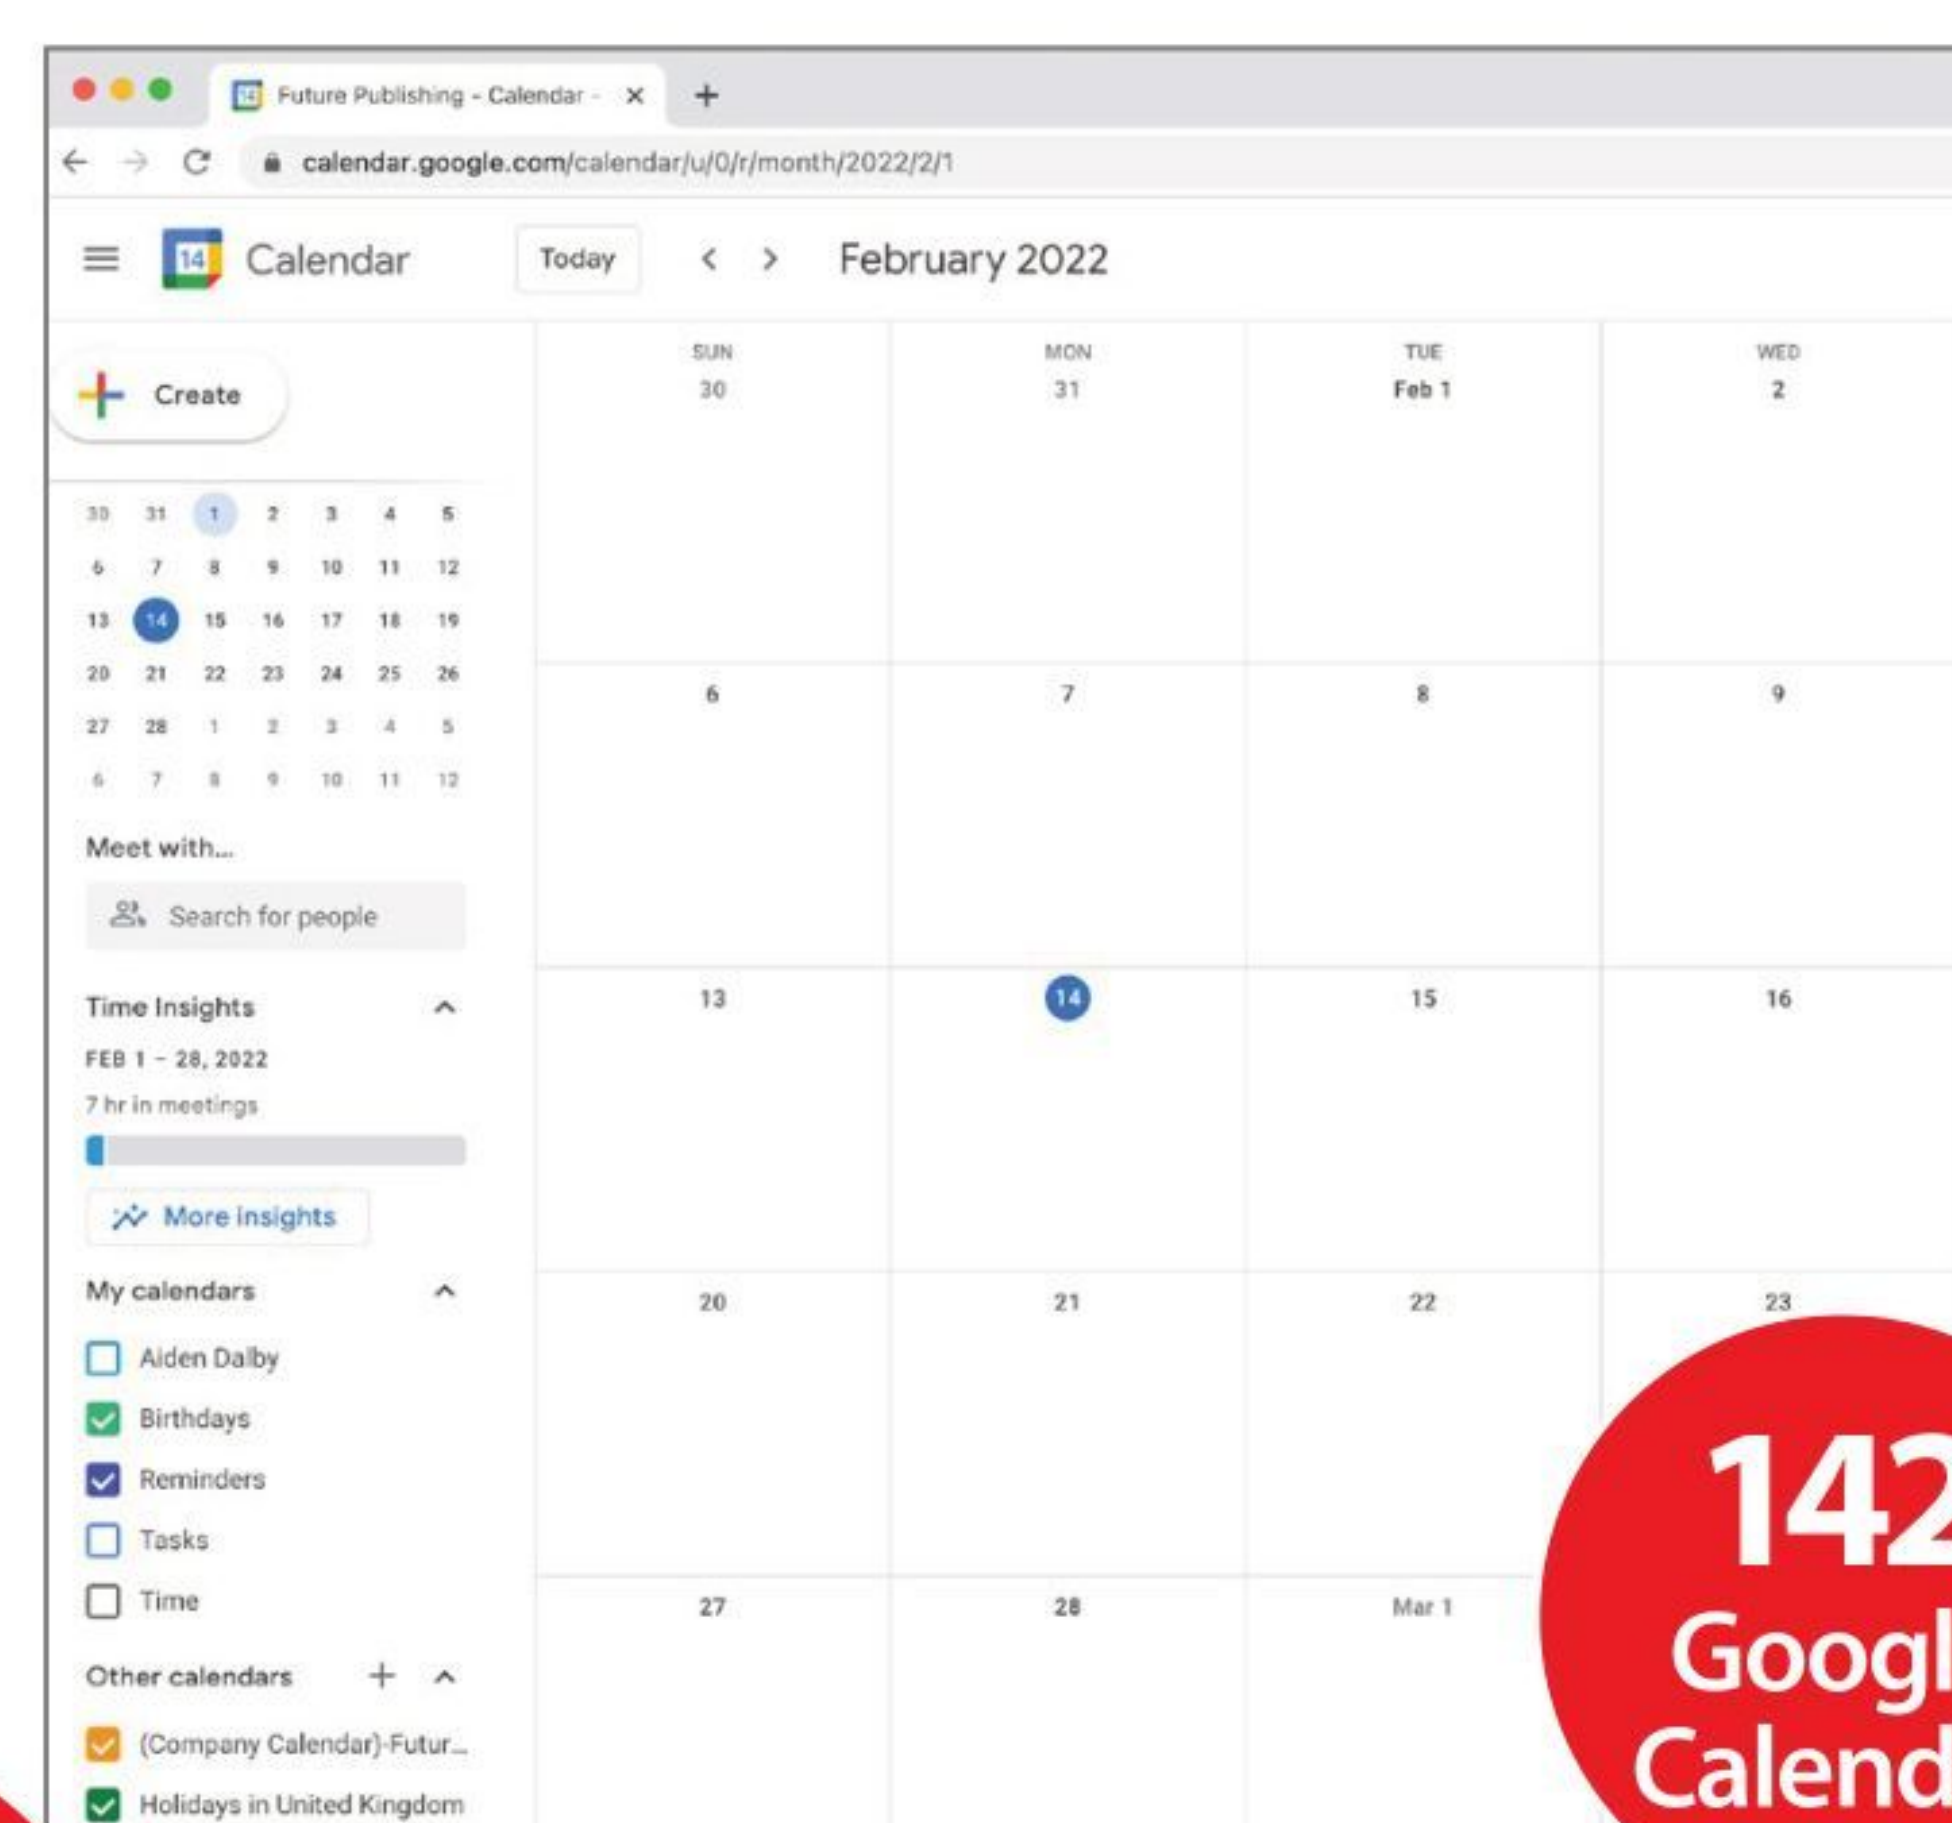 Future Publishing - Calendar -
calendar.google.com/calendar/u/0/r/month/2022/2/1
14 Calendar Today February 2022
Create
SUN MON TUE WED
30 31 Feb 1 2
30 31 1 2 3 4 5
6 7 8 9 10 11 12
13 14 15 16 17 18 19
20 21 22 23 24 25 26
27 28 1 2 3 4 5
6 7 8 9 10 11 12
6 7 8 9
Meet with...
Search for people
13 14 15 16
Time Insights
FEB 1 – 28, 2022
7 hr in meetings
More insights
20 21 22 23
My calendars
Aiden Dalby
Birthdays
Reminders
Tasks
Time
27 28 Mar 1
Other calendars
(Company Calendar)-Futur...
Holidays in United Kingdom
142
Googl
Calend